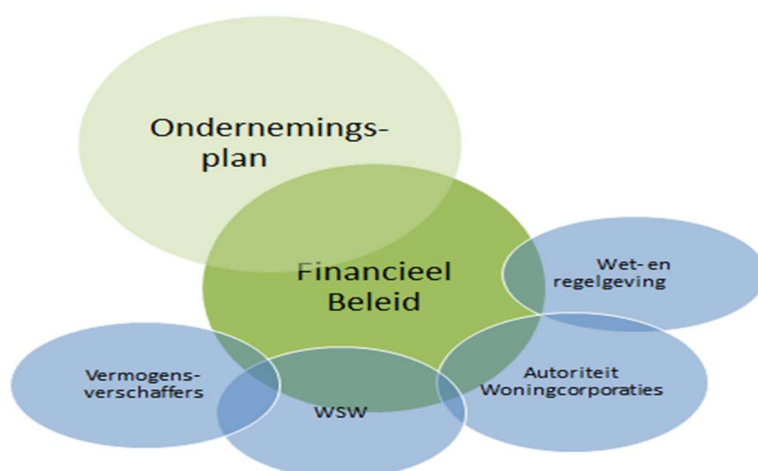 Ondernemings-
plan
Financieel
Beleid
Wet- en
regelgeving
Vermogens-
verschaffers
WSW
Autoriteit
Woningcorporaties